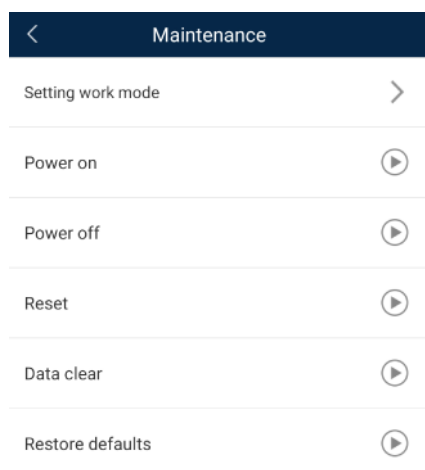 Maintenance
Setting work mode
Power on
Power off
Reset
Data clear
Restore defaults